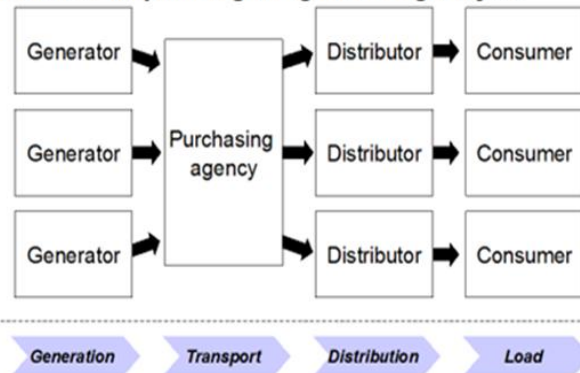 Generator
Distributor
Consumer
Purchasing
agency
Generator
Distributor
Consumer
Generator
Distributor
Consumer
Generation
Transport
Distribution
Load